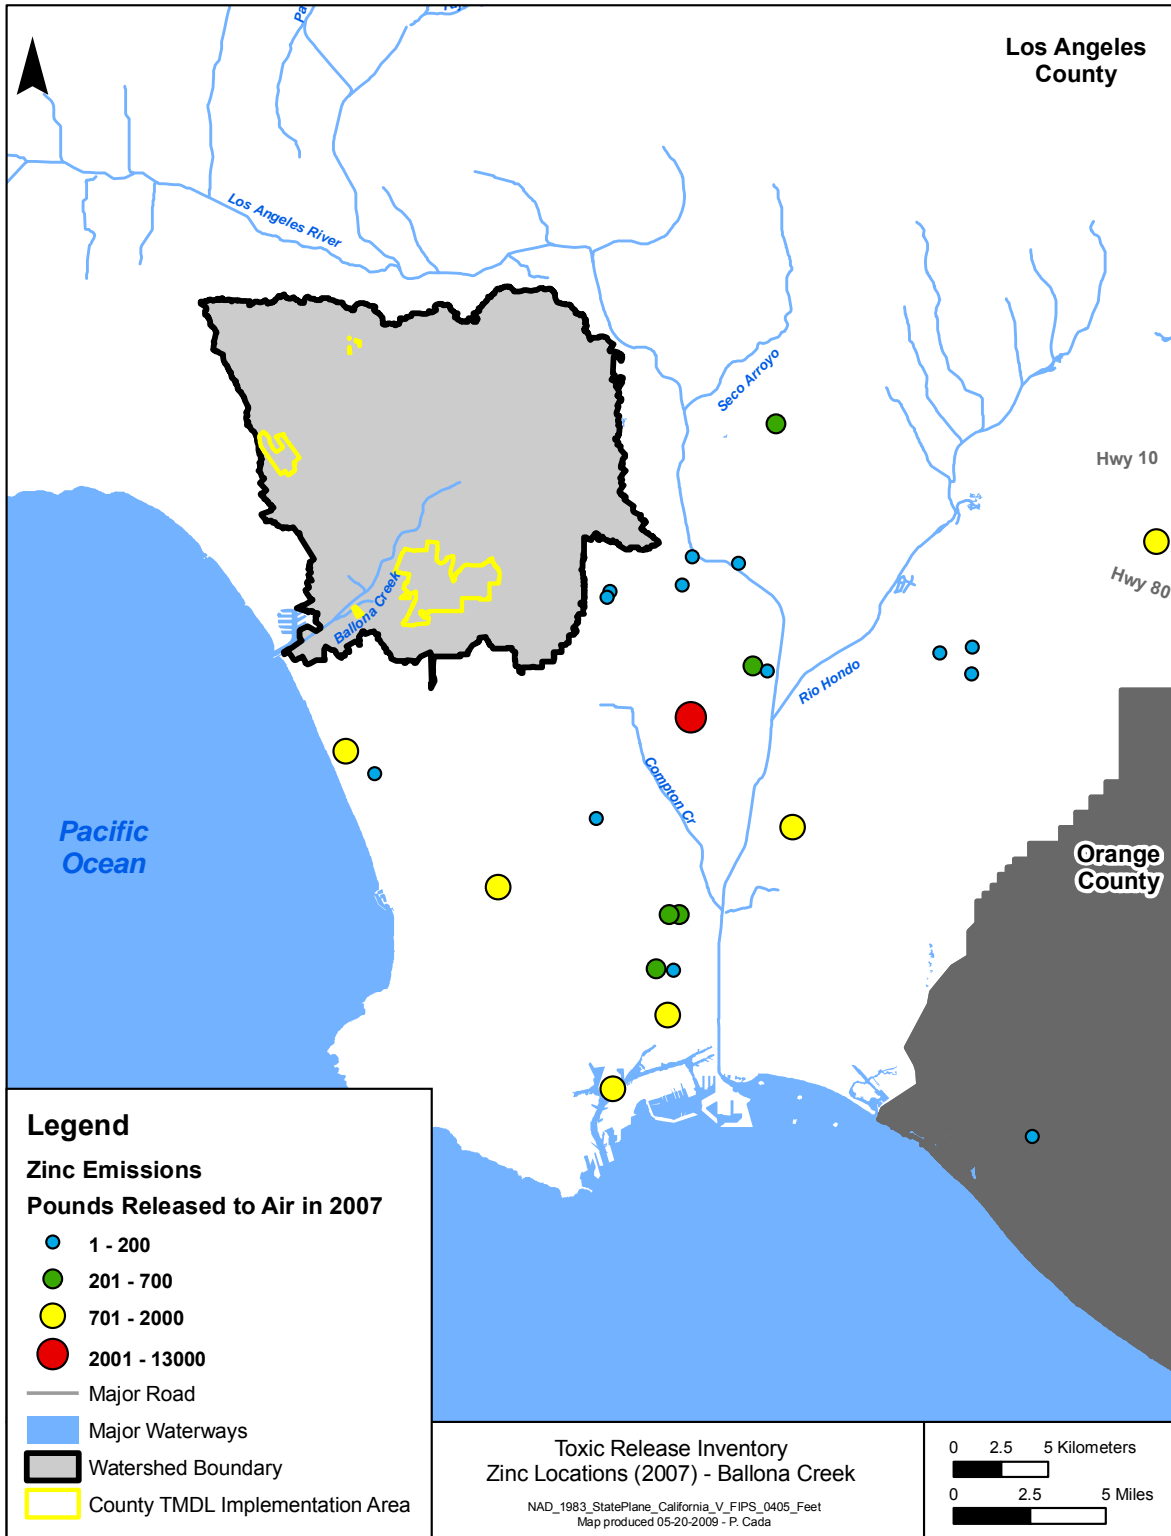 Los Angeles
County
Los Angeles River
Seco Arroyo
Hwy 10
Hwy 80
Ballona Creek
Rio Hondo
Compton Cr
Pacific
Ocean
Orange
County
Legend
Zinc Emissions
Pounds Released to Air in 2007
1 - 200
201 - 700
701 - 2000
2001 - 13000
Major Road
Major Waterways
Watershed Boundary
County TMDL Implementation Area
Toxic Release Inventory
Zinc Locations (2007) - Ballona Creek
NAD_1983_StatePlane_California_V_FIPS_0405_Feet
Map produced 05-20-2009 - P. Cada
0 2.5 5 Kilometers
0 2.5 5 Miles